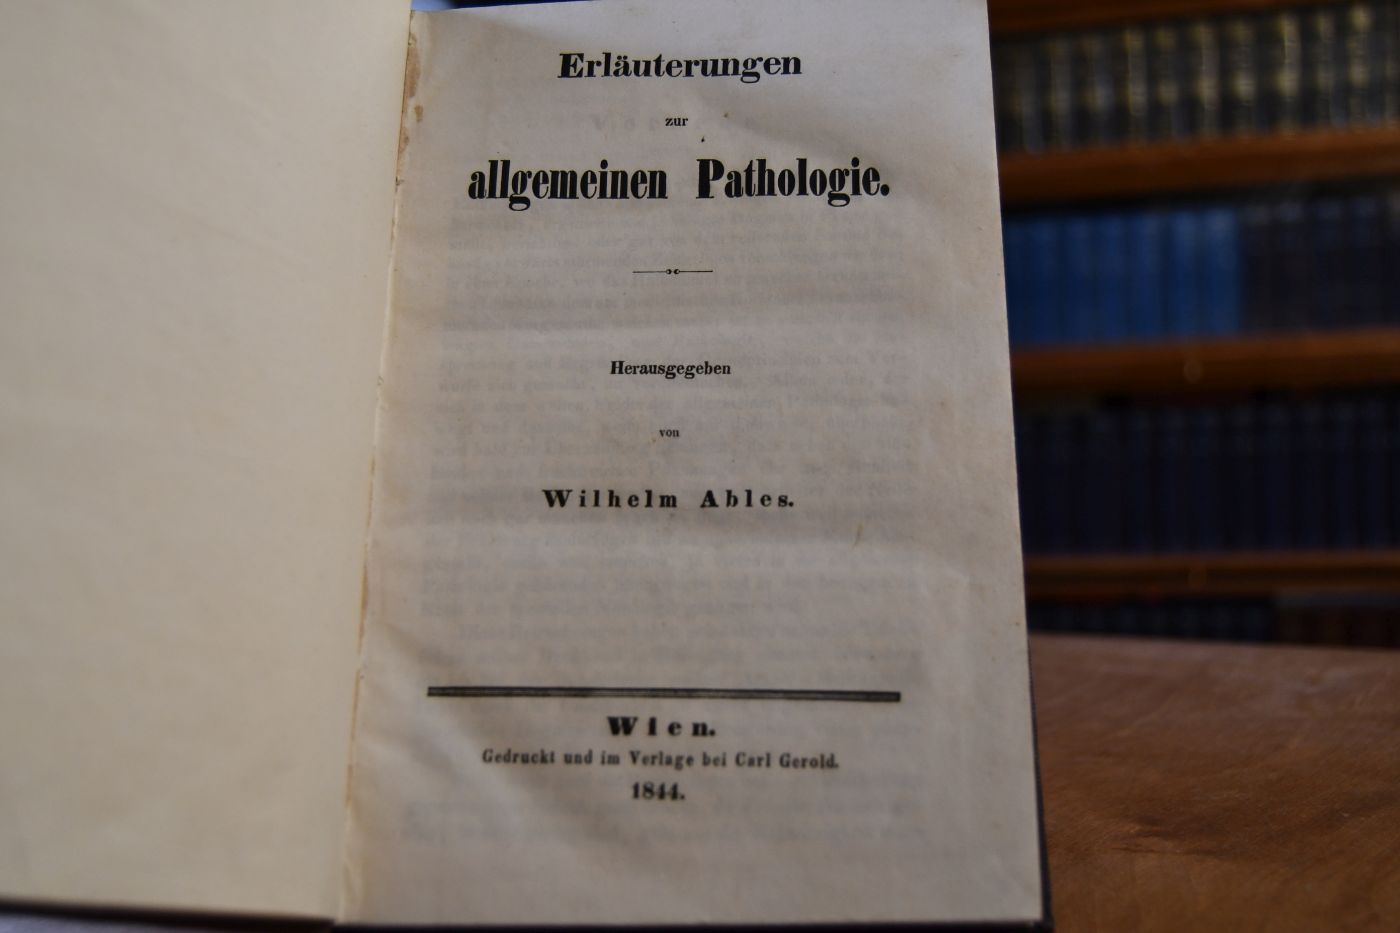 Erläuterungen
zur
allgemeinen Pathologie.
Herausgegeben
von
Wilhelm Ables.
Wien.
Gedruckt und im Verlage bei Carl Gerold.
1844.